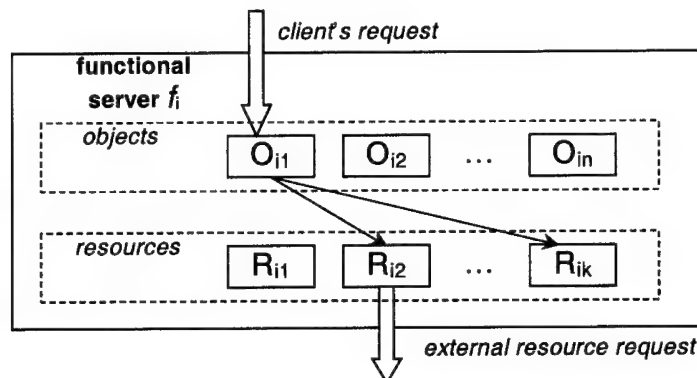 client's request
functional
server fi
objects
Oi1 Oi2 ... Oin
resources
Ri1 Ri2 ... Rik
external resource request